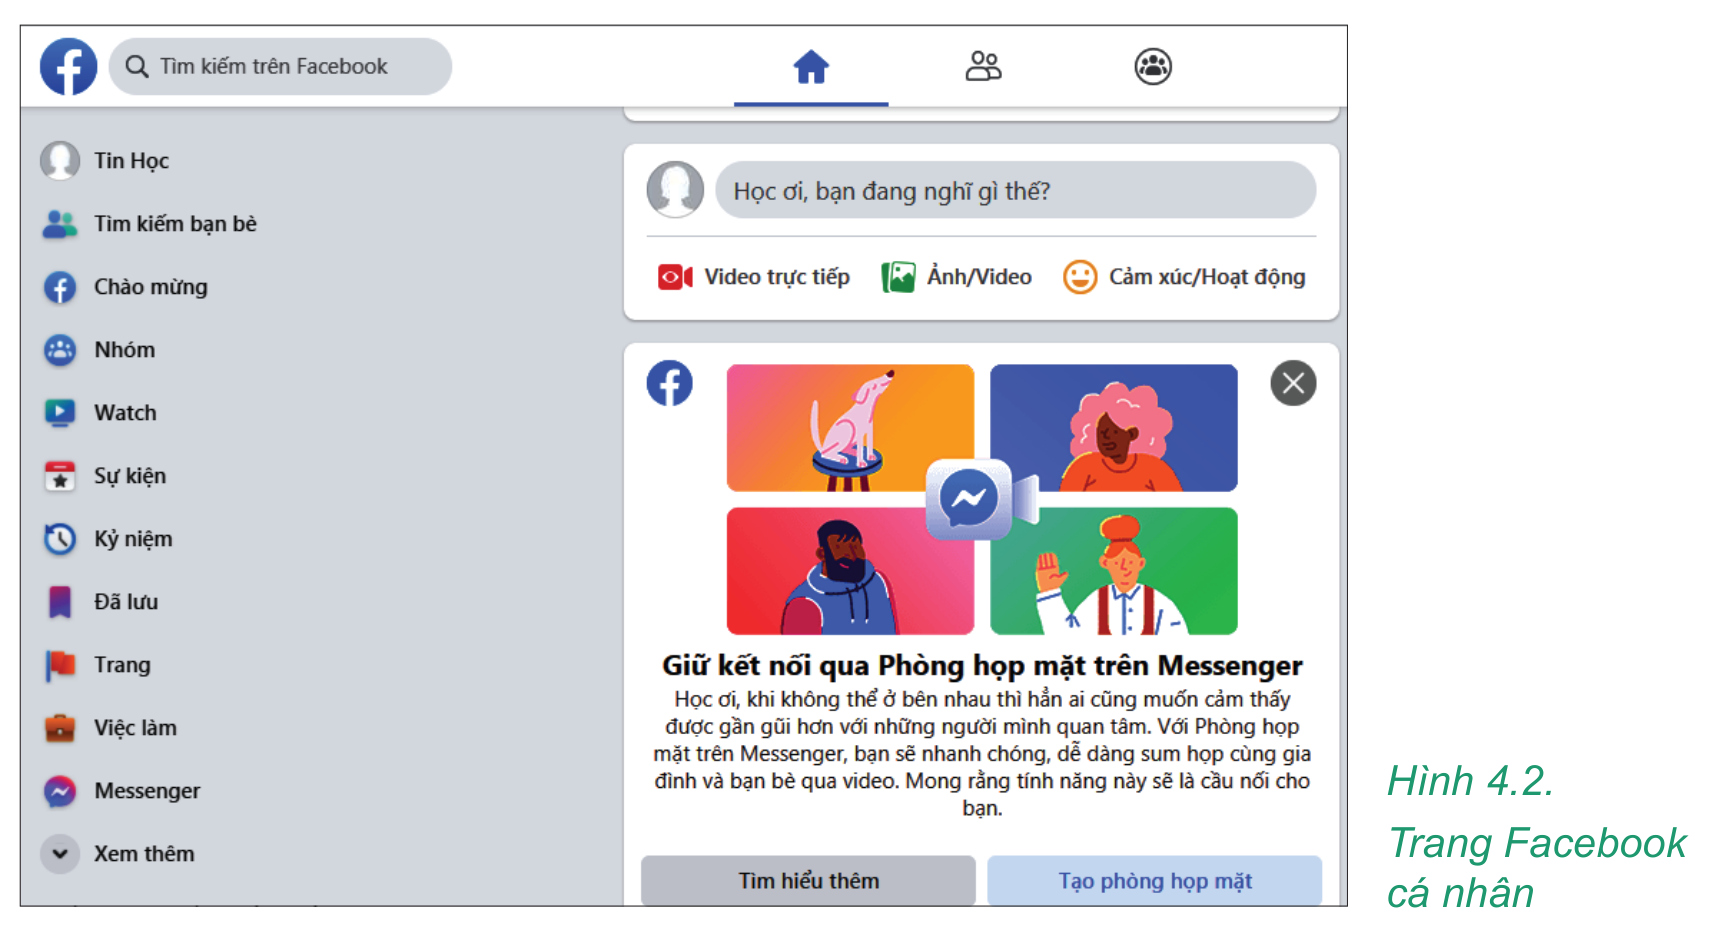 Tìm kiếm trên Facebook
Tin Học
Tìm kiếm bạn bè
Chào mừng
Nhóm
Watch
Sự kiện
Kỷ niệm
Đã lưu
Trang
Việc làm
Messenger
Xem thêm
Học ơi, bạn đang nghĩ gì thế?
Video trực tiếp Ảnh/Video Cảm xúc/Hoạt động
Giữ kết nối qua Phòng họp mặt trên Messenger
Học ơi, khi không thể ở bên nhau thì hẳn ai cũng muốn cảm thấy
được gần gũi hơn với những người mình quan tâm. Với Phòng họp
mặt trên Messenger, bạn sẽ nhanh chóng, dễ dàng sum họp cùng gia
đình và bạn bè qua video. Mong rằng tính năng này sẽ là cầu nối cho
bạn.
Tìm hiểu thêm Tạo phòng họp mặt
Hình 4.2.
Trang Facebook
cá nhân